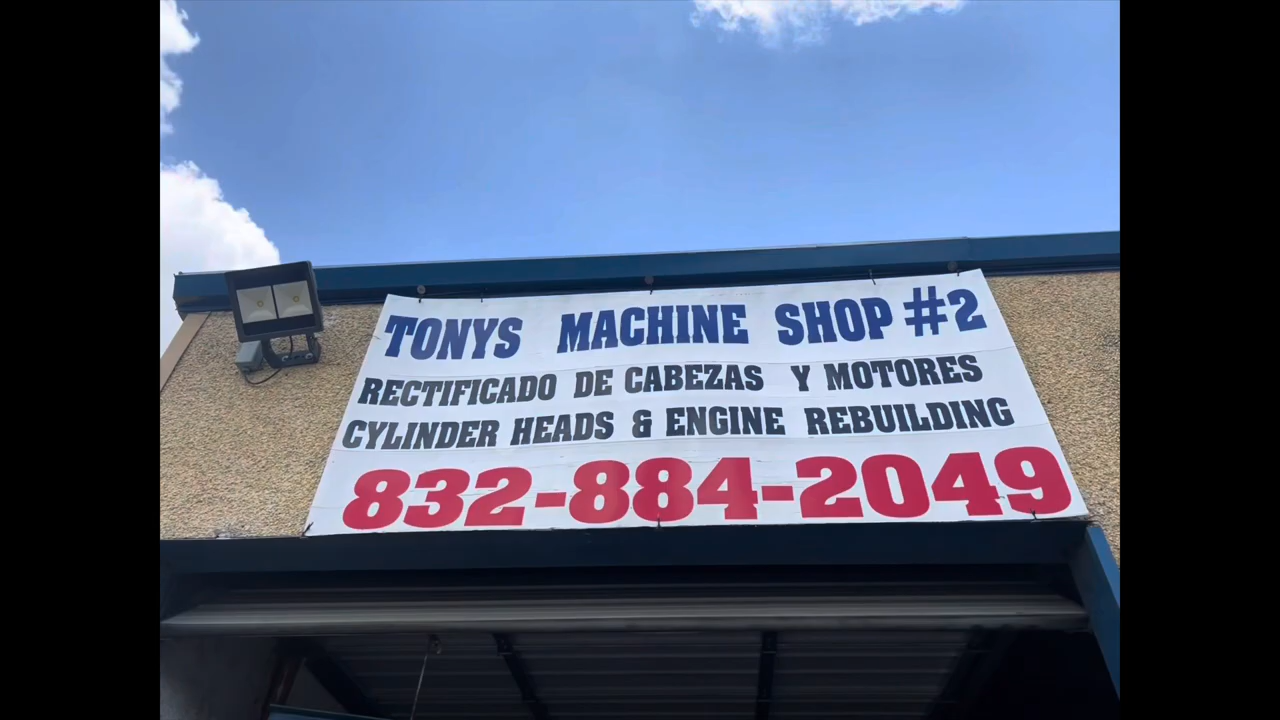 TONYS MACHINE SHOP #2
RECTIFICADO DE CABEZAS Y MOTORES
CYLINDER HEADS & ENGINE REBUILDING
832-884-2049